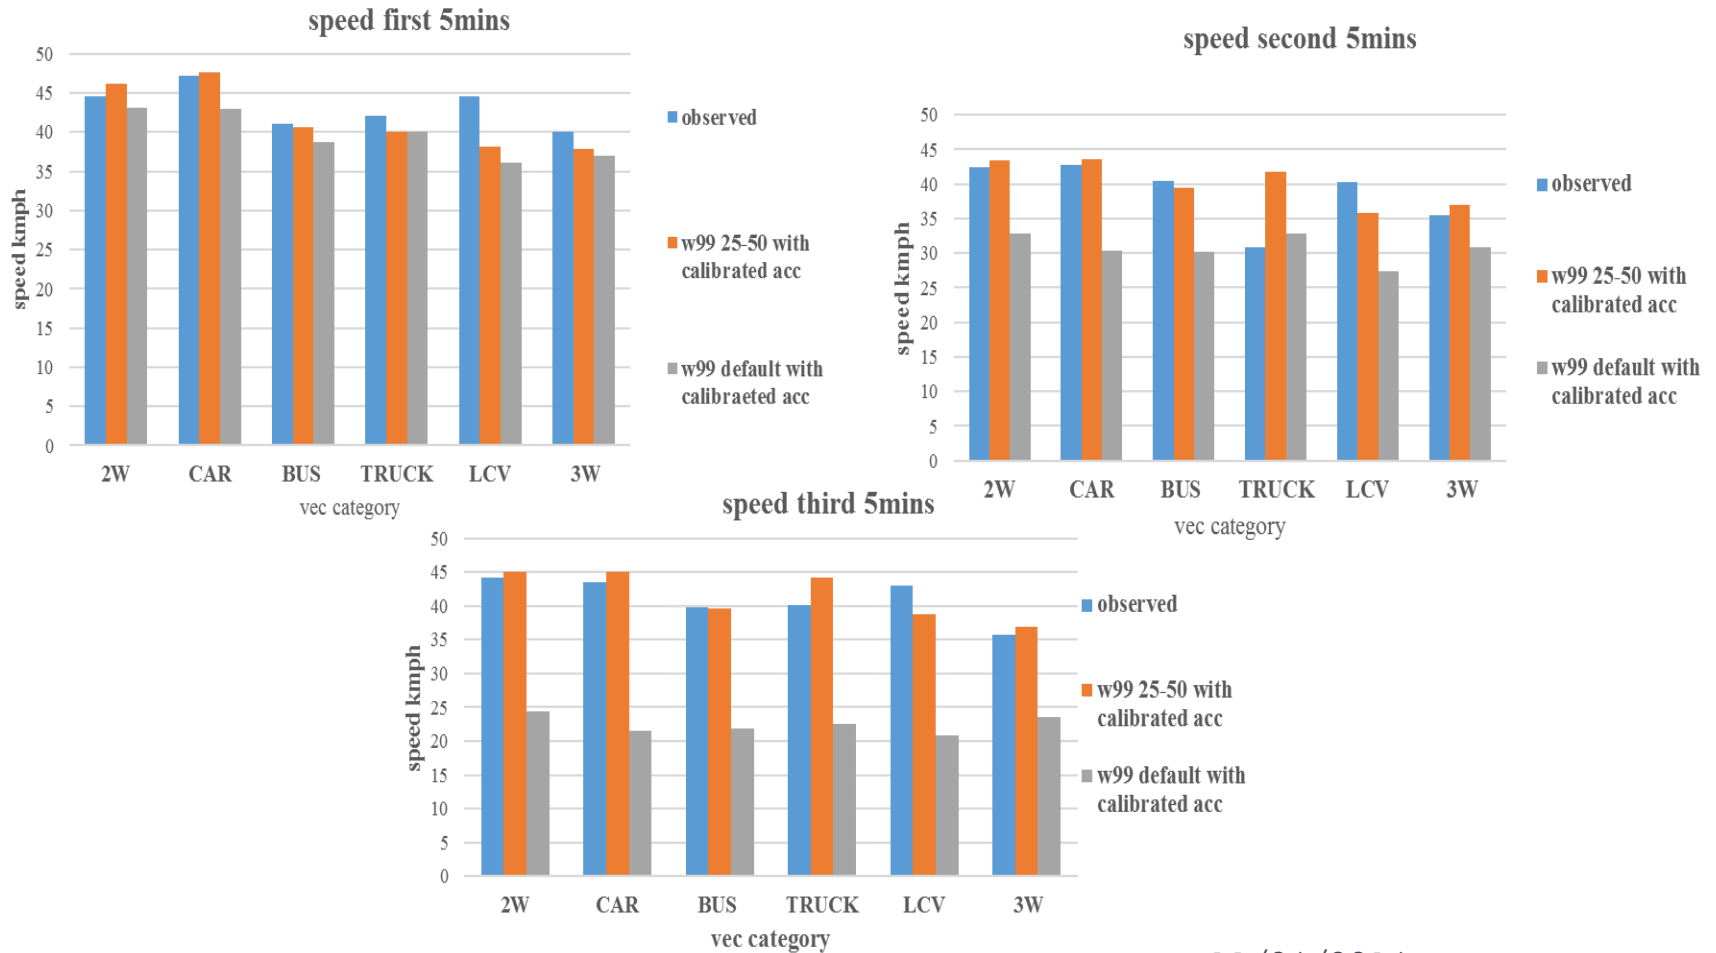 speed first 5mins
50
45
40
35
30
25
20
15
10
5
0
speed kmph
2W CAR BUS TRUCK LCV 3W
vec category
observed
w99 25-50 with
calibrated acc
w99 default with
calibraeted acc
speed second 5mins
50
45
40
35
30
25
20
15
10
5
0
speed kmph
2W CAR BUS TRUCK LCV 3W
vec category
observed
w99 25-50 with
calibrated acc
w99 default with
calibrated acc
speed third 5mins
50
45
40
35
30
25
20
15
10
5
0
speed kmph
2W CAR BUS TRUCK LCV 3W
vec category
observed
w99 25-50 with
calibrated acc
w99 default with
calibrated acc